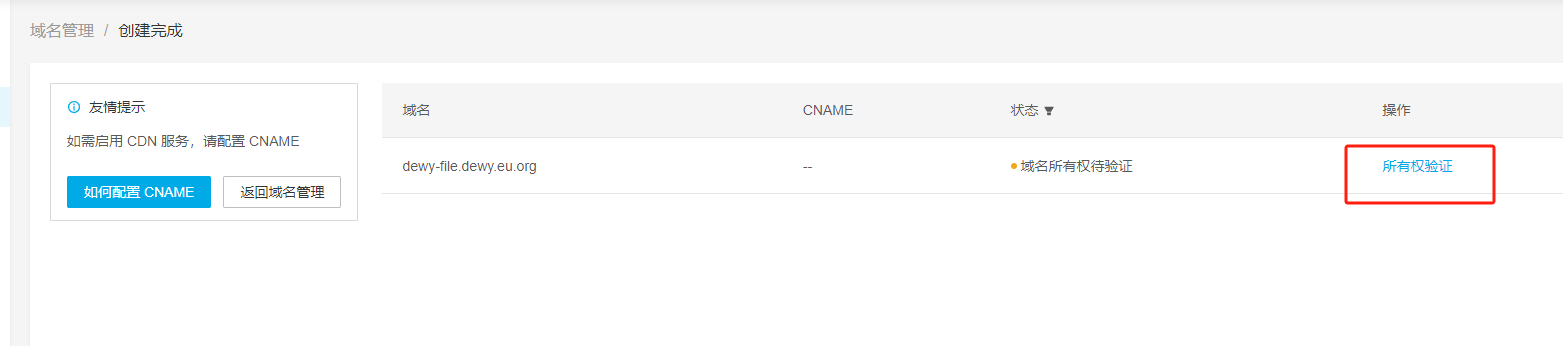 域名管理 / 创建完成
友情提示
如需启用 CDN 服务，请配置 CNAME
如何配置 CNAME 返回域名管理
域名 CNAME 状态 操作
dewy-file.dewy.eu.org -- 域名所有权待验证 所有权验证